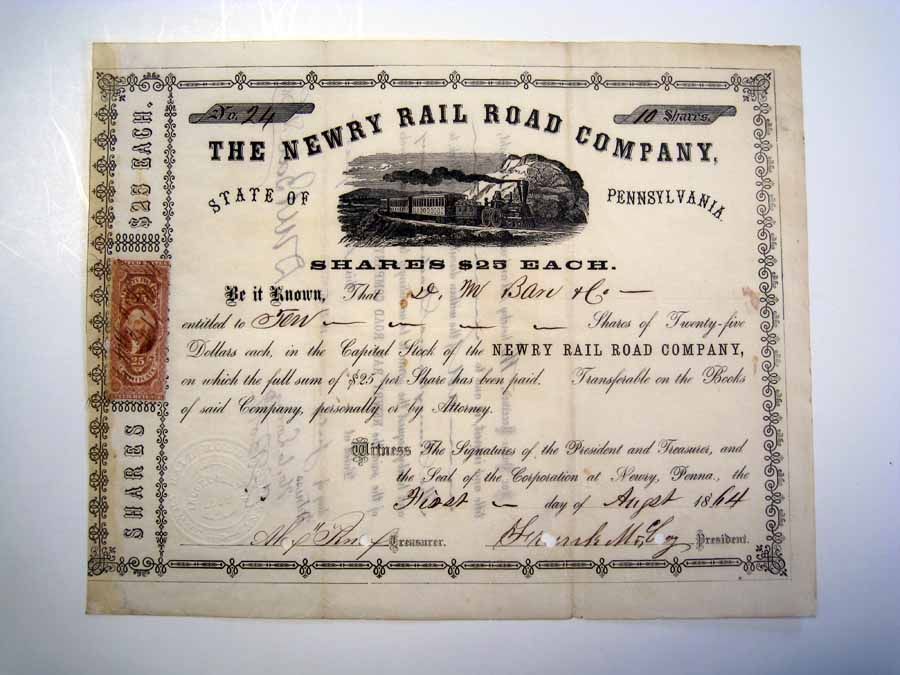 No. 24
10 Shares.
THE NEWRY RAIL ROAD COMPANY,
STATE OF PENNSYLVANIA.
SHARES $25 EACH.
Be it Known, That D. M Bare & Co —
entitled to Ten — — — — — Shares of Twenty-five
Dollars each, in the Capital Stock of the NEWRY RAIL ROAD COMPANY,
on which the full sum of $25 per Share has been paid. Transferable on the Books
of said Company, personally or by Attorney.
Witness The Signatures of the President and Treasurer, and
the Seal of the Corporation at Newry, Penna., the
First — day of Augst 1864
Treasurer.
President.
SHARES $25 EACH.
25